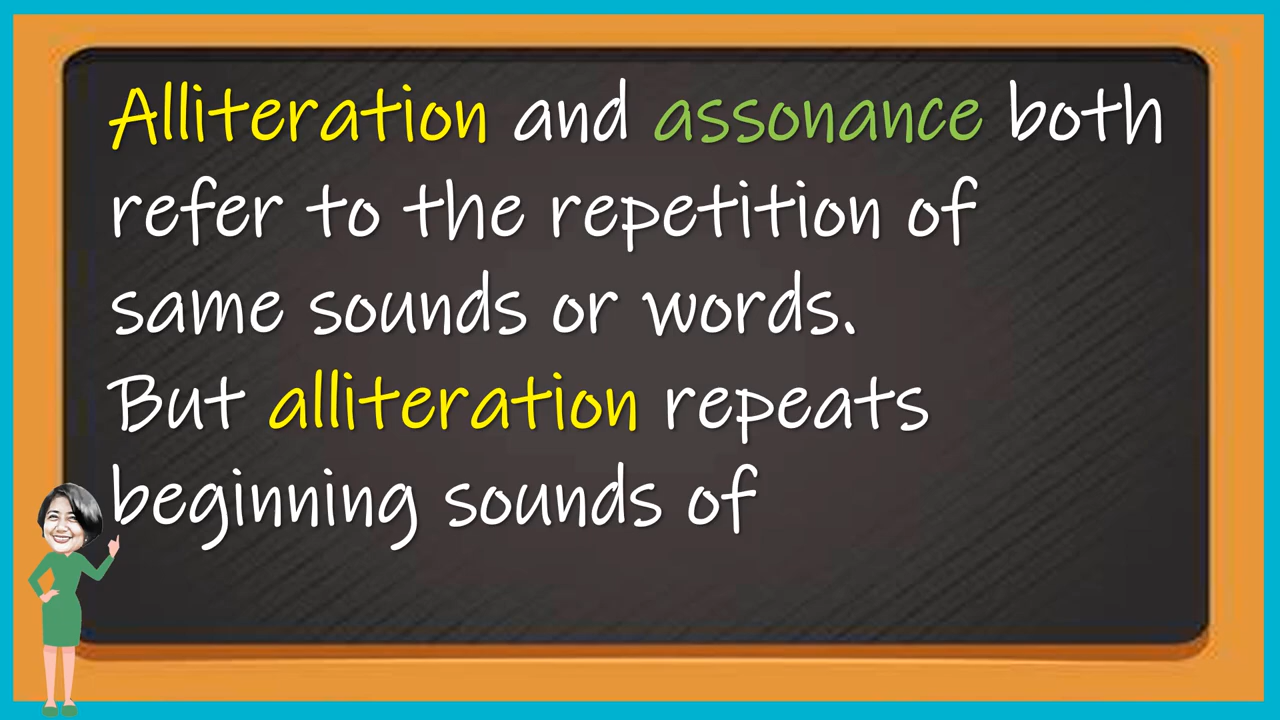 Alliteration and assonance both
refer to the repetition of
same sounds or words.
But alliteration repeats
beginning sounds of